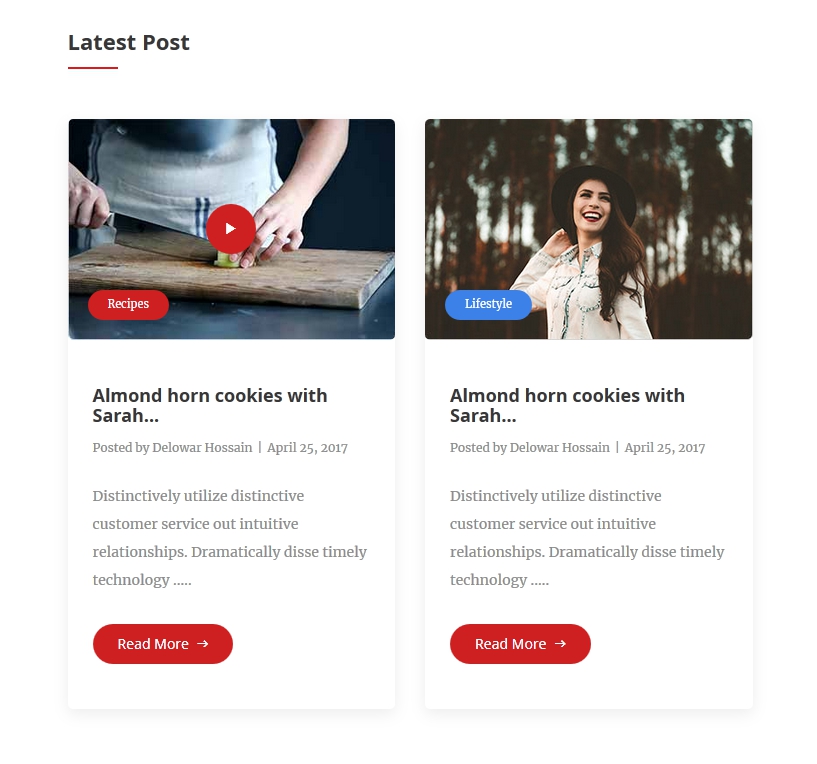 Latest Post
Recipes
Almond horn cookies with
Sarah...
Posted by Delowar Hossain | April 25, 2017
Distinctively utilize distinctive
customer service out intuitive
relationships. Dramatically disse timely
technology .....
Read More →
Lifestyle
Almond horn cookies with
Sarah...
Posted by Delowar Hossain | April 25, 2017
Distinctively utilize distinctive
customer service out intuitive
relationships. Dramatically disse timely
technology .....
Read More →